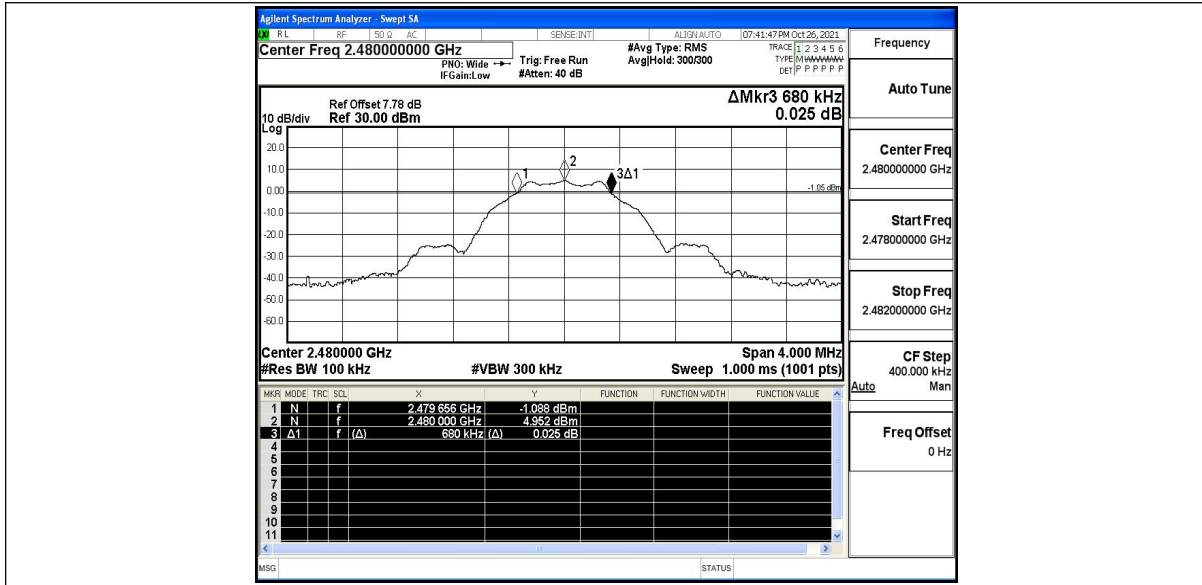 Agilent Spectrum Analyzer - Swept SA
LXI RL RF 50 Ω AC SENSE:INT ALIGN AUTO 07:41:47 PM Oct 26, 2021
Center Freq 2.480000000 GHz
#Avg Type: RMS
TRACE 1 2 3 4 5 6
PNO: Wide
Trig: Free Run
Avg|Hold: 300/300
TYPE M WWWWW
IFGain:Low
#Atten: 40 dB
DET P P P P P P
Frequency
Auto Tune
Center Freq
2.480000000 GHz
Start Freq
2.478000000 GHz
Stop Freq
2.482000000 GHz
CF Step
400.000 kHz
Auto Man
Freq Offset
0 Hz
ΔMkr3 680 kHz
0.025 dB
Ref Offset 7.78 dB
10 dB/div Ref 30.00 dBm
Log
20.0
10.0
0.00
-10.0
-20.0
-30.0
-40.0
-50.0
-60.0
1
2
3Δ1
-1.05 dBm
Center 2.480000 GHz Span 4.000 MHz
#Res BW 100 kHz #VBW 300 kHz Sweep 1.000 ms (1001 pts)
MKR MODE TRC SCL X Y FUNCTION FUNCTION WIDTH FUNCTION VALUE
1 N f 2.479 656 GHz -1.088 dBm
2 N f 2.480 000 GHz 4.952 dBm
3 Δ1 f (Δ) 680 kHz (Δ) 0.025 dB
4
5
6
7
8
9
10
11
MSG STATUS